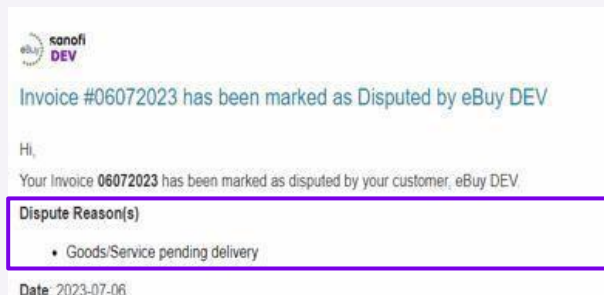 eBuy
sanofi
DEV
Invoice #06072023 has been marked as Disputed by eBuy DEV
Hi,
Your Invoice 06072023 has been marked as disputed by your customer, eBuy DEV.
Dispute Reason(s)
• Goods/Service pending delivery
Date: 2023-07-06